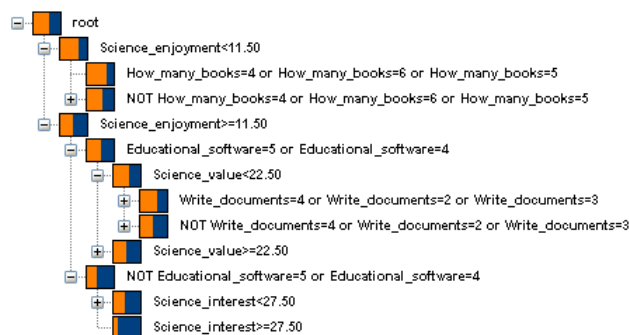 root
Science_enjoyment<11.50
How_many_books=4 or How_many_books=6 or How_many_books=5
NOT How_many_books=4 or How_many_books=6 or How_many_books=5
Science_enjoyment>=11.50
Educational_software=5 or Educational_software=4
Science_value<22.50
Write_documents=4 or Write_documents=2 or Write_documents=3
NOT Write_documents=4 or Write_documents=2 or Write_documents=3
Science_value>=22.50
NOT Educational_software=5 or Educational_software=4
Science_interest<27.50
Science_interest>=27.50